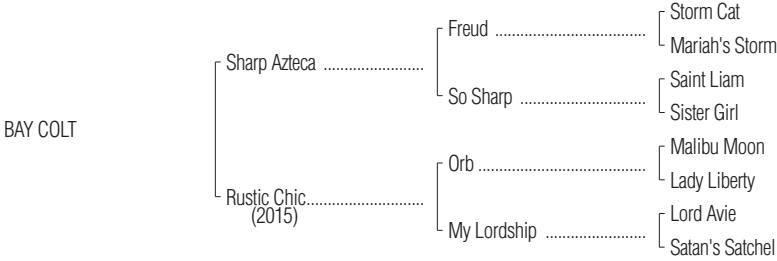 Storm Cat
Freud ..............................
Mariah's Storm
Sharp Azteca ....................
Saint Liam
So Sharp .........................
Sister Girl
BAY COLT
Malibu Moon
Orb .................................
Lady Liberty
Rustic Chic.......................
(2015)
Lord Avie
My Lordship ....................
Satan's Satchel